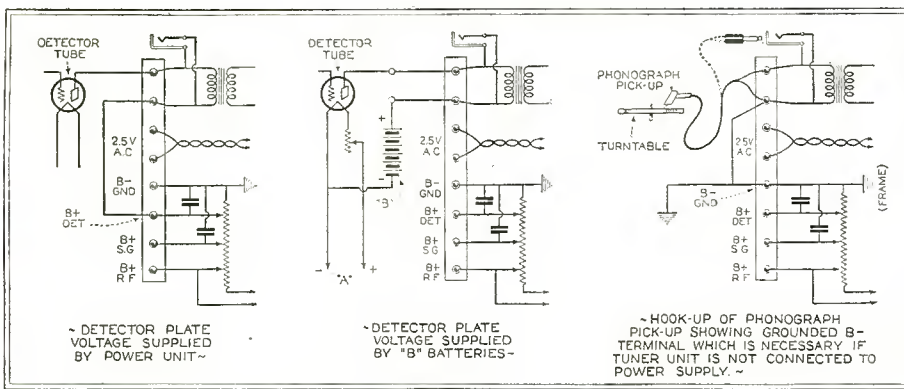 DETECTOR
TUBE
2.5V
A.C
B-
GND
B+
DET
B+
S.G
B+
R.F
~DETECTOR PLATE
VOLTAGE SUPPLIED
BY POWER UNIT~
DETECTOR
TUBE
+
-
"B"
- "A" +
2.5V
A.C
B-
GND
B+
DET
B+
S.G
B+
R.F
~DETECTOR PLATE
VOLTAGE SUPPLIED
BY "B" BATTERIES~
PHONOGRAPH
PICK-UP
TURNTABLE
2.5V
A.C
B-
GND
B+
DET
B+
S.G
B+
R.F
(FRAME)
~HOOK-UP OF PHONOGRAPH
PICK-UP SHOWING GROUNDED B-
TERMINAL WHICH IS NECESSARY IF
TUNER UNIT IS NOT CONNECTED TO
POWER SUPPLY.~